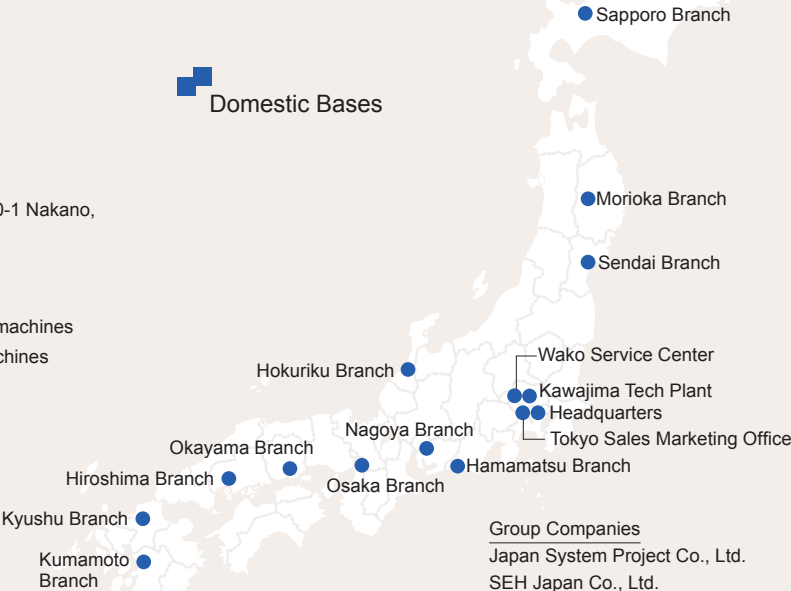 Sapporo Branch
Domestic Bases
Morioka Branch
0-1 Nakano,
Sendai Branch
machines
chines
Wako Service Center
Hokuriku Branch
Kawajima Tech Plant
Headquarters
Nagoya Branch
Tokyo Sales Marketing Office
Okayama Branch
Hamamatsu Branch
Hiroshima Branch
Osaka Branch
Kyushu Branch
Group Companies
Japan System Project Co., Ltd.
Kumamoto
Branch
SEH Japan Co., Ltd.